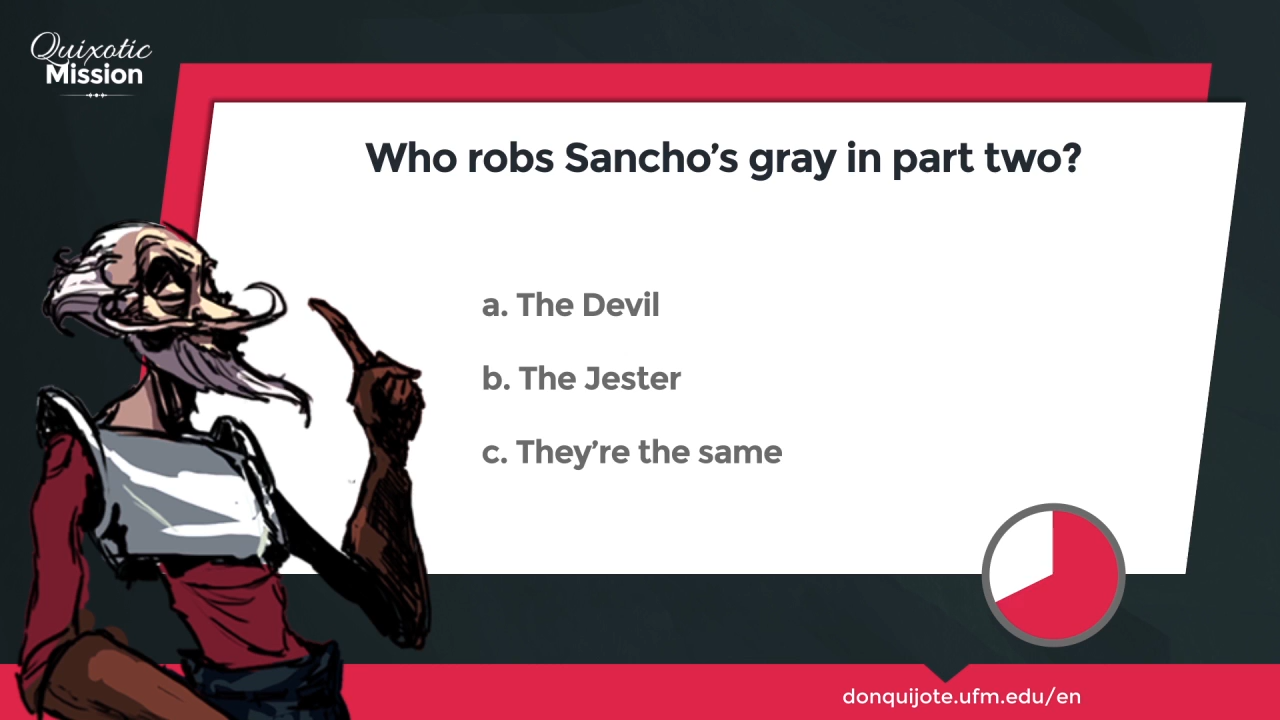 Quixotic
Mission
Who robs Sancho’s gray in part two?
a. The Devil
b. The Jester
c. They’re the same
donquijote.ufm.edu/en